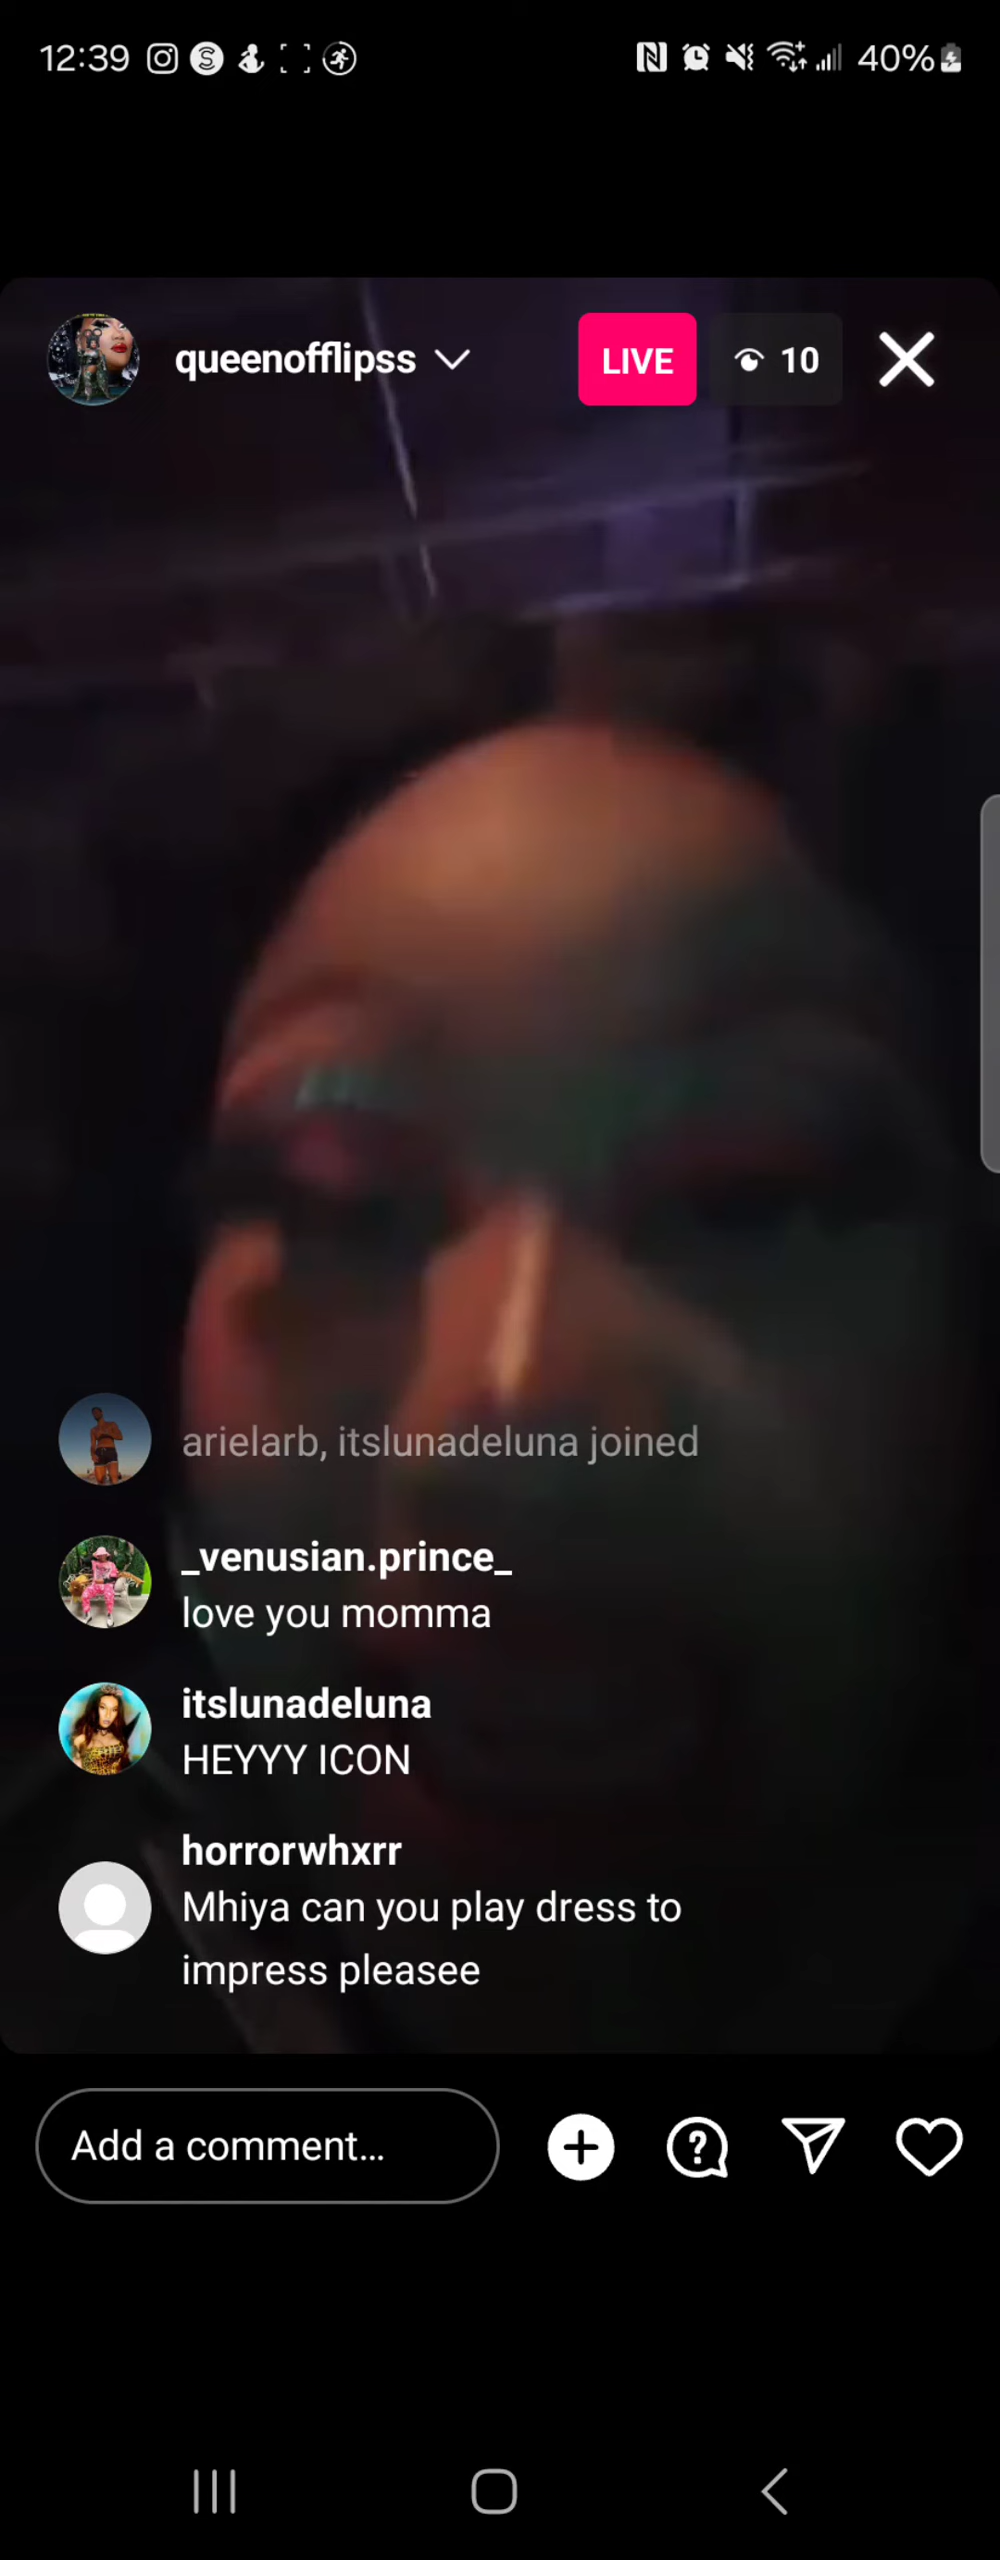 12:39
40%
queenofflipss
LIVE
10
arielarb, itslunadeluna joined
_venusian.prince_
love you momma
itslunadeluna
HEYYY ICON
horrorwhxrr
Mhiya can you play dress to
impress pleasee
Add a comment...